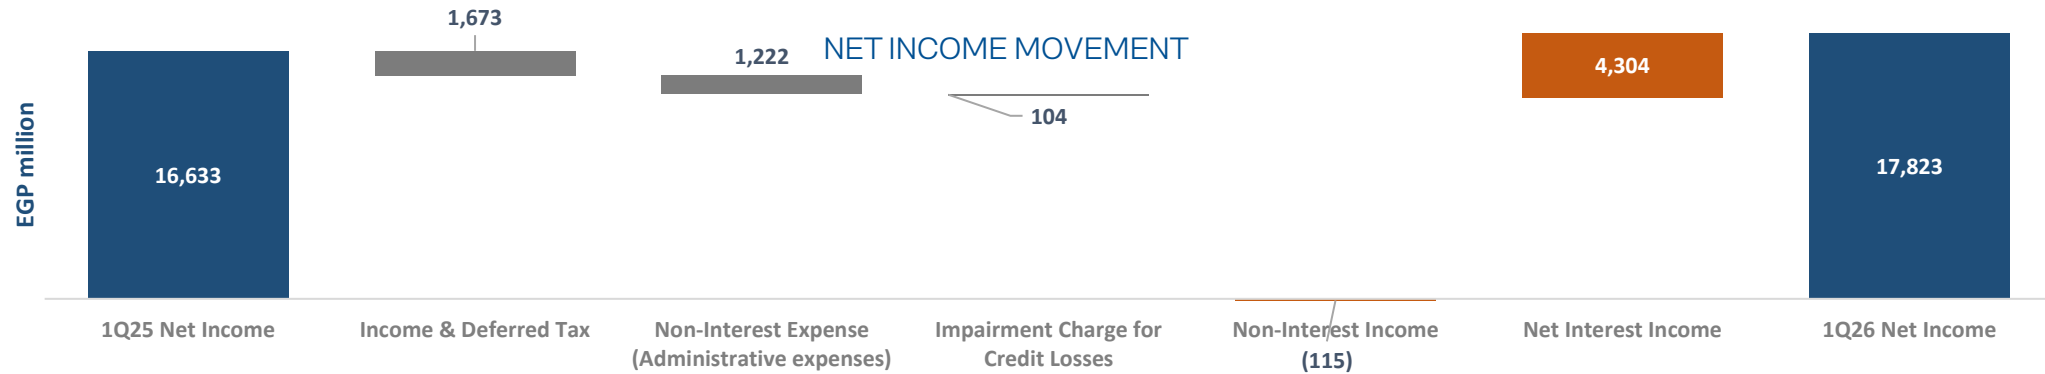 NET INCOME MOVEMENT
EGP million
16,633
1,673
1,222
104
(115)
4,304
17,823
1Q25 Net Income
Income & Deferred Tax
Non-Interest Expense
(Administrative expenses)
Impairment Charge for
Credit Losses
Non-Interest Income
Net Interest Income
1Q26 Net Income